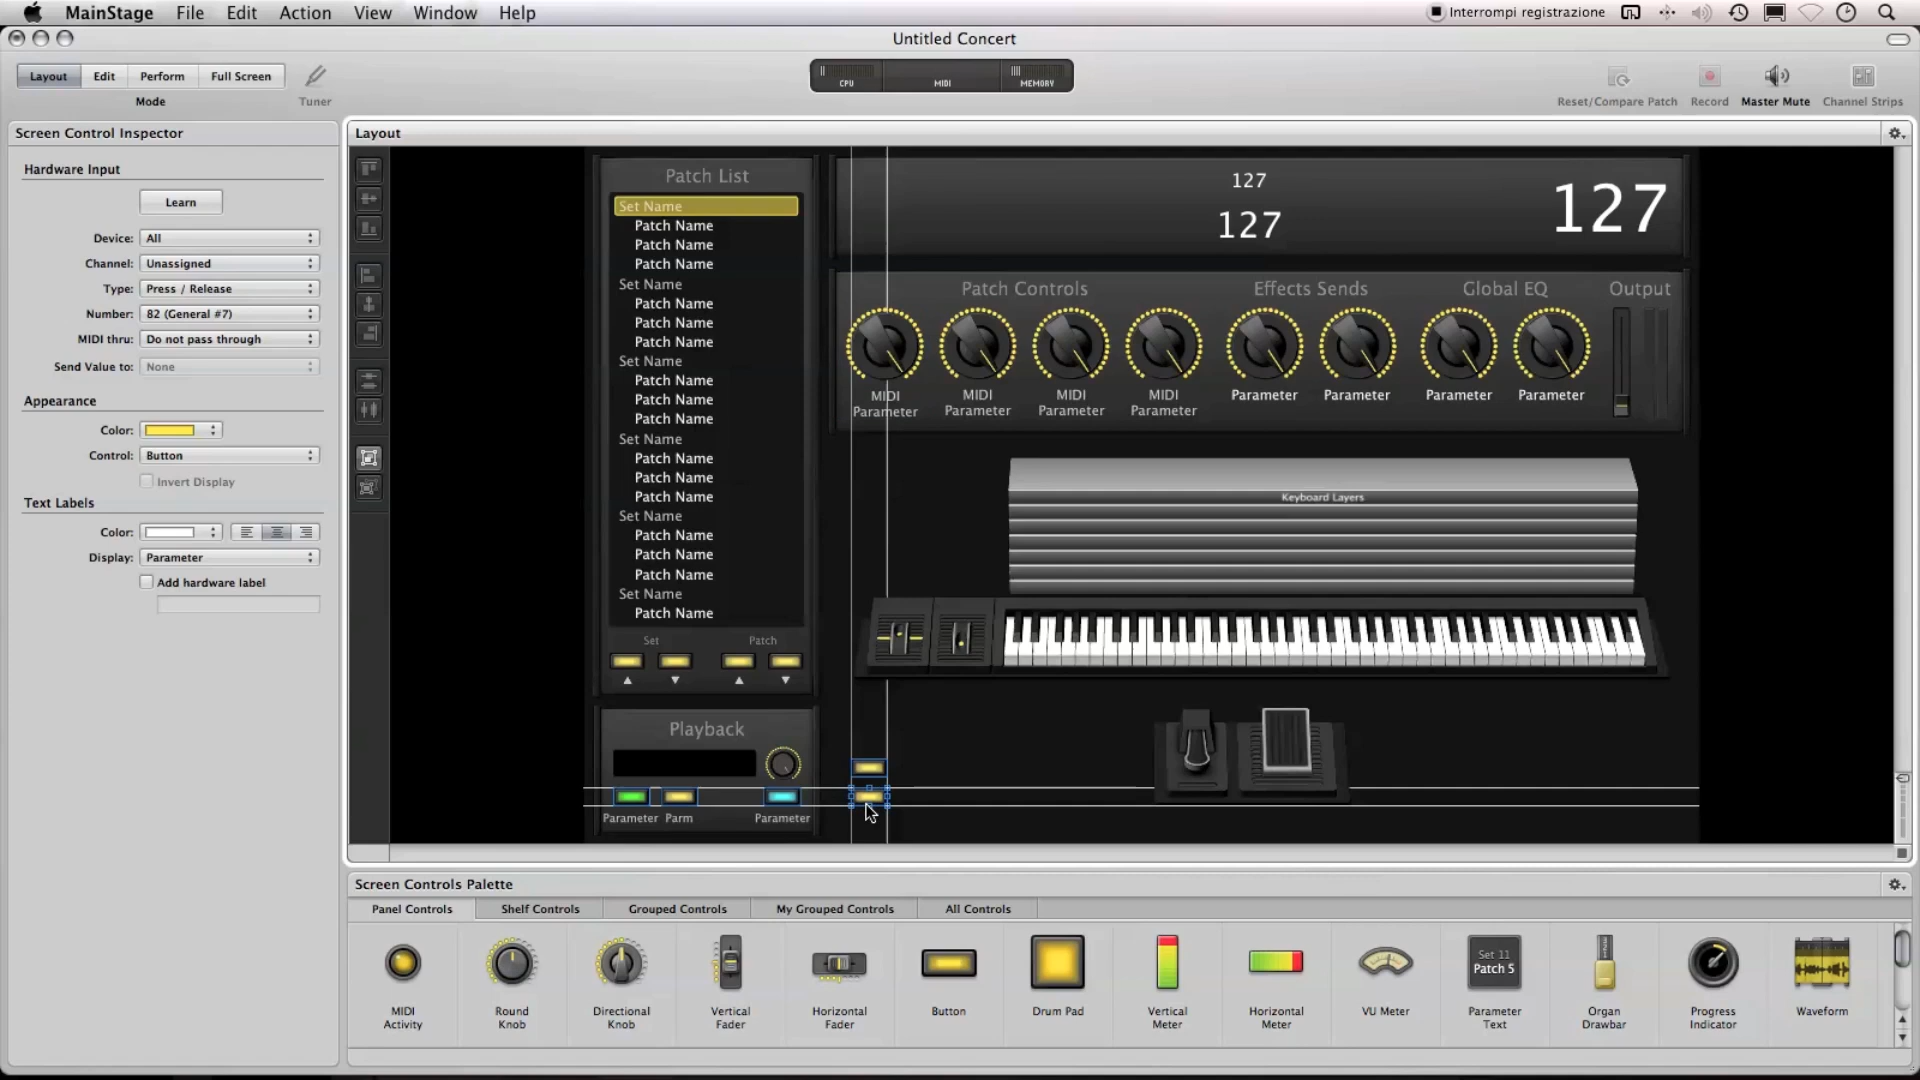 MainStage File Edit Action View Window Help Interrompi registrazione
Untitled Concert
Layout Edit Perform Full Screen
Mode
Tuner
CPU MIDI MEMORY
Reset/Compare Patch Record Master Mute Channel Strips
Screen Control Inspector
Hardware Input
Learn
Device: All
Channel: Unassigned
Type: Press / Release
Number: 82 (General #7)
MIDI thru: Do not pass through
Send Value to: None
Appearance
Color:
Control: Button
Invert Display
Text Labels
Color:
Display: Parameter
Add hardware label
Layout
Patch List
Set Name
Patch Name
Patch Name
Patch Name
Set Name
Patch Name
Patch Name
Patch Name
Set Name
Patch Name
Patch Name
Patch Name
Set Name
Patch Name
Patch Name
Patch Name
Set Name
Patch Name
Patch Name
Patch Name
Set Name
Patch Name
Set Patch
Playback
Parameter Parm Parameter
127
127
127
Patch Controls Effects Sends Global EQ Output
MIDI MIDI MIDI MIDI Parameter Parameter Parameter Parameter
Parameter Parameter Parameter Parameter
Keyboard Layers
Screen Controls Palette
Panel Controls Shelf Controls Grouped Controls My Grouped Controls All Controls
Set 11
Patch 5
MIDI Round Directional Vertical Horizontal Button Drum Pad Vertical Horizontal VU Meter Parameter Organ Progress Waveform
Activity Knob Knob Fader Fader Meter Meter Text Drawbar Indicator